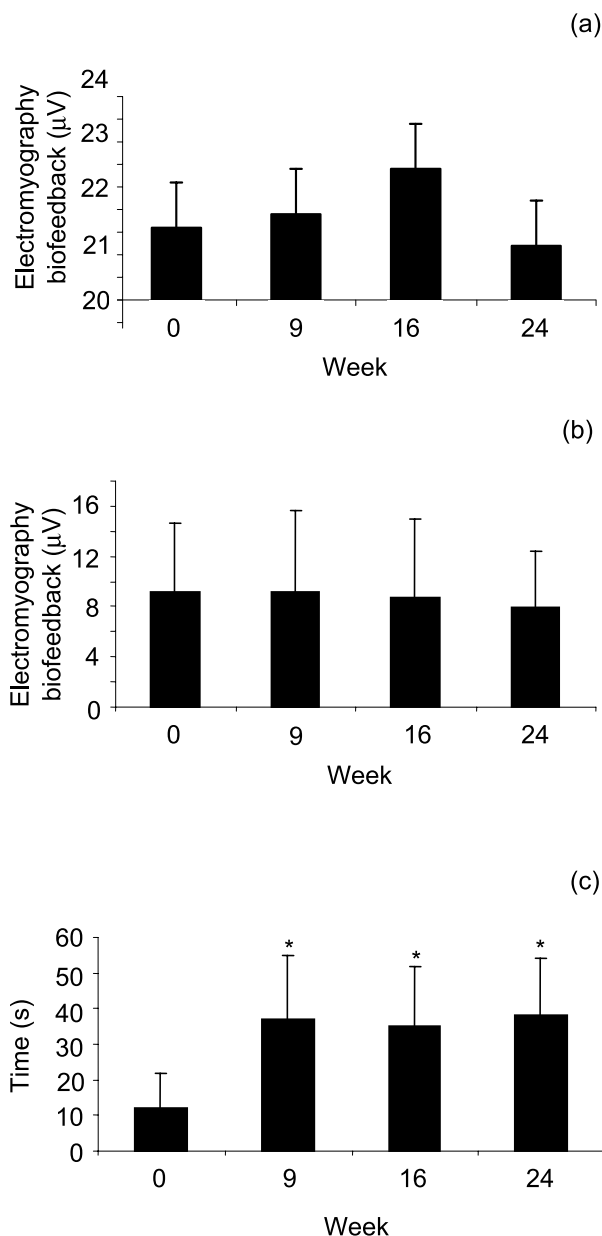 (a)
Electromyography
biofeedback (μV)
24
23
22
21
20
0 9 16 24
Week
(b)
Electromyography
biofeedback (μV)
16
12
8
4
0
0 9 16 24
Week
(c)
Time (s)
60
50
40
30
20
10
0
* * *
0 9 16 24
Week